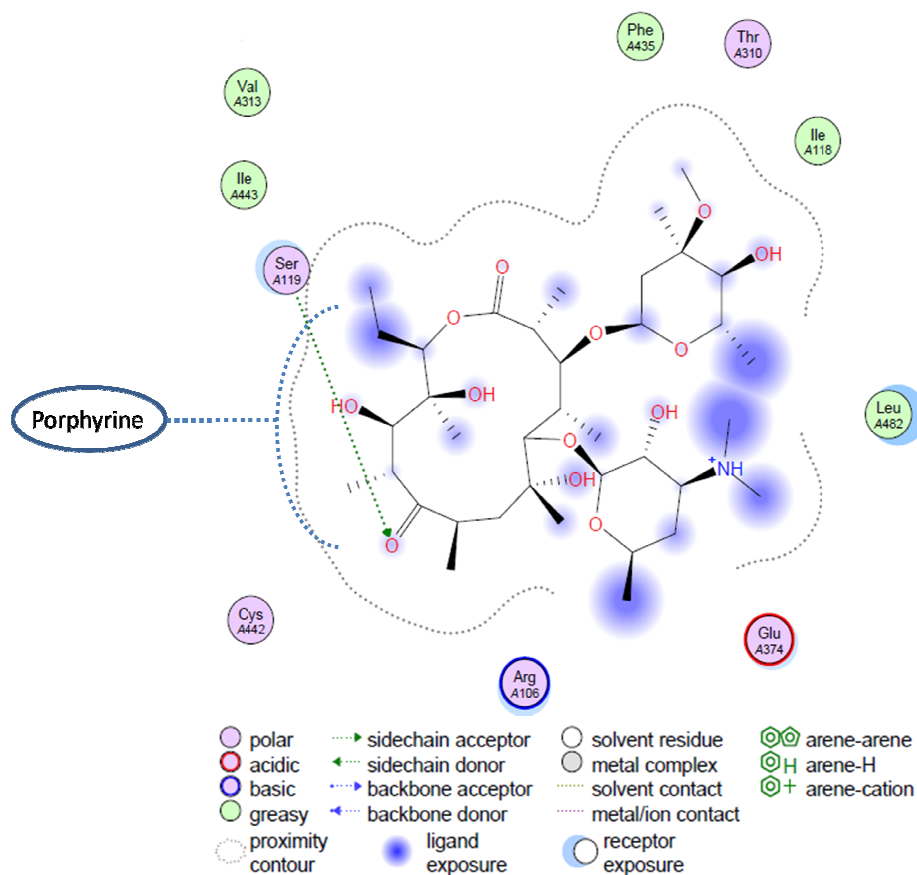 Phe
A435
Thr
A310
Val
A313
Ile
A118
Ile
A443
Ser
A119
O
OH
O
O
O
O
HO
OH
Porphyrine
Leu
A482
OH
O
+NH
OH
O
O
Cys
A442
Glu
A374
Arg
A106
polar
sidechain acceptor
solvent residue
arene-arene
acidic
sidechain donor
metal complex
H arene-H
basic
backbone acceptor
solvent contact
+ arene-cation
greasy
backbone donor
metal/ion contact
proximity
contour
ligand
exposure
receptor
exposure